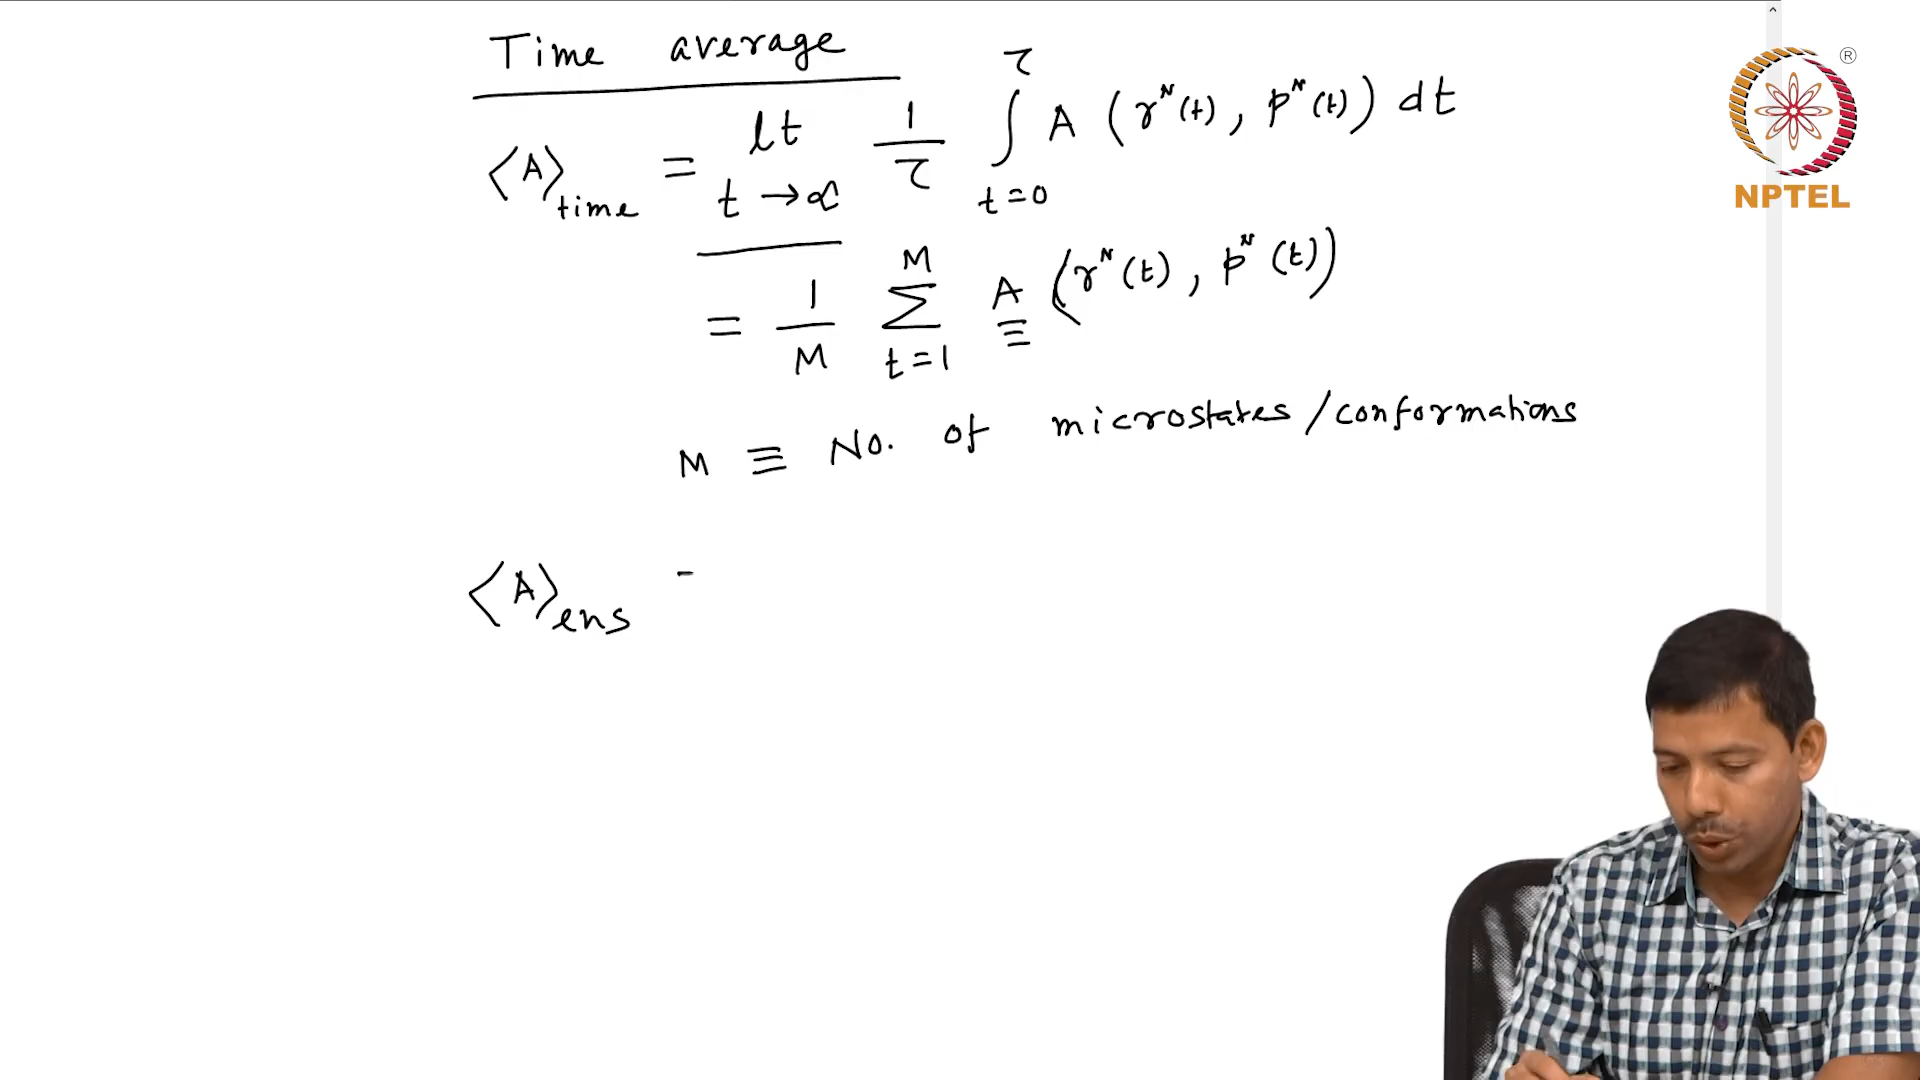 Time average
⟨A⟩time = lt t→∝ 1/τ ∫ t=0 τ A (r^N(t), p^N(t)) dt
= 1/M Σ t=1 M A ≡ (r^N(t), p^N(t))
M ≡ No. of microstates/conformations
⟨A⟩ens -
®
NPTEL